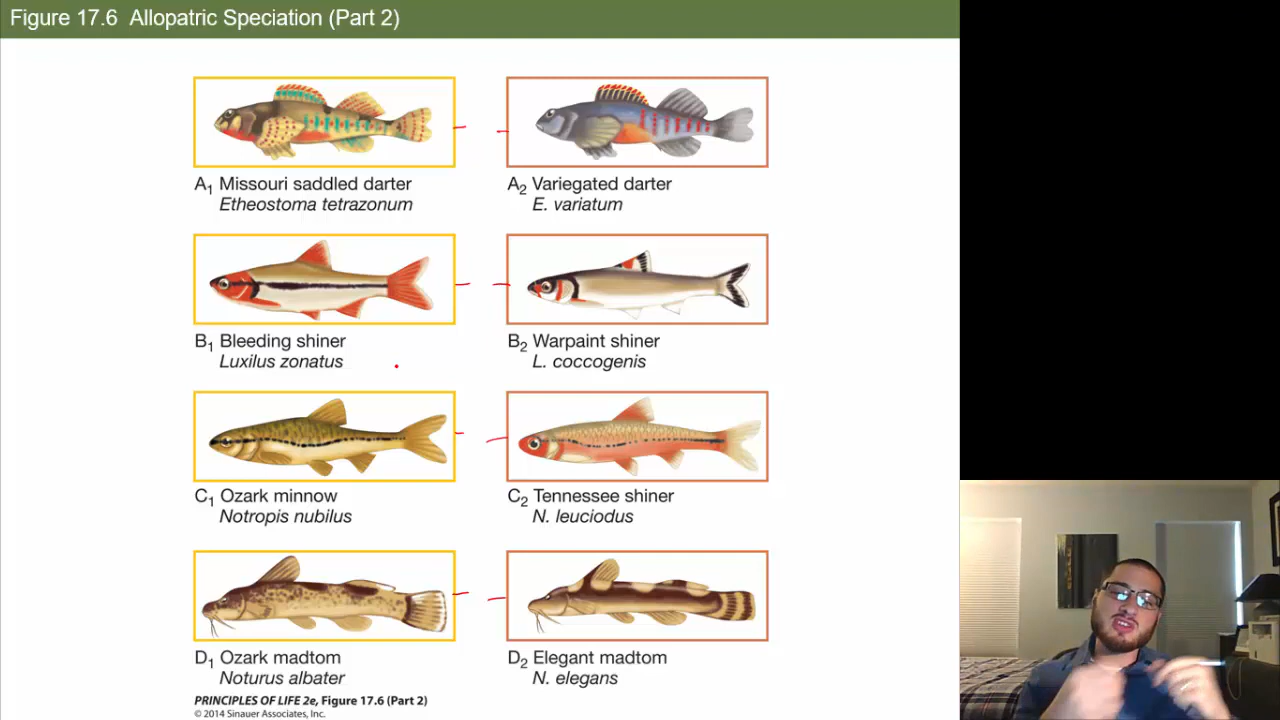 Figure 17.6 Allopatric Speciation (Part 2)
A1 Missouri saddled darter
Etheostoma tetrazonum
A2 Variegated darter
E. variatum
B1 Bleeding shiner
Luxilus zonatus
B2 Warpaint shiner
L. coccogenis
C1 Ozark minnow
Notropis nubilus
C2 Tennessee shiner
N. leuciodus
D1 Ozark madtom
Noturus albater
D2 Elegant madtom
N. elegans
PRINCIPLES OF LIFE 2e, Figure 17.6 (Part 2)
© 2014 Sinauer Associates, Inc.